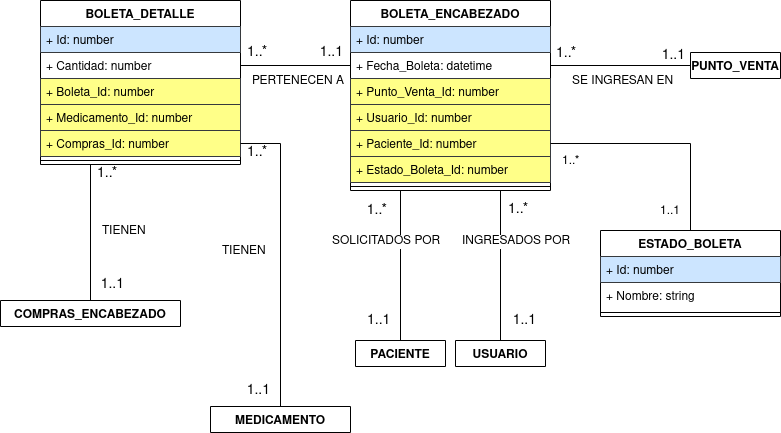 BOLETA_DETALLE
+ Id: number
+ Cantidad: number
+ Boleta_Id: number
+ Medicamento_Id: number
+ Compras_Id: number
BOLETA_ENCABEZADO
+ Id: number
+ Fecha_Boleta: datetime
+ Punto_Venta_Id: number
+ Usuario_Id: number
+ Paciente_Id: number
+ Estado_Boleta_Id: number
1..*
1..1
PERTENECEN A
1..*
1..1
SE INGRESAN EN
PUNTO_VENTA
1..*
1..1
ESTADO_BOLETA
+ Id: number
+ Nombre: string
1..*
TIENEN
1..1
COMPRAS_ENCABEZADO
1..*
TIENEN
1..1
MEDICAMENTO
1..*
SOLICITADOS POR
1..1
PACIENTE
1..*
INGRESADOS POR
1..1
USUARIO